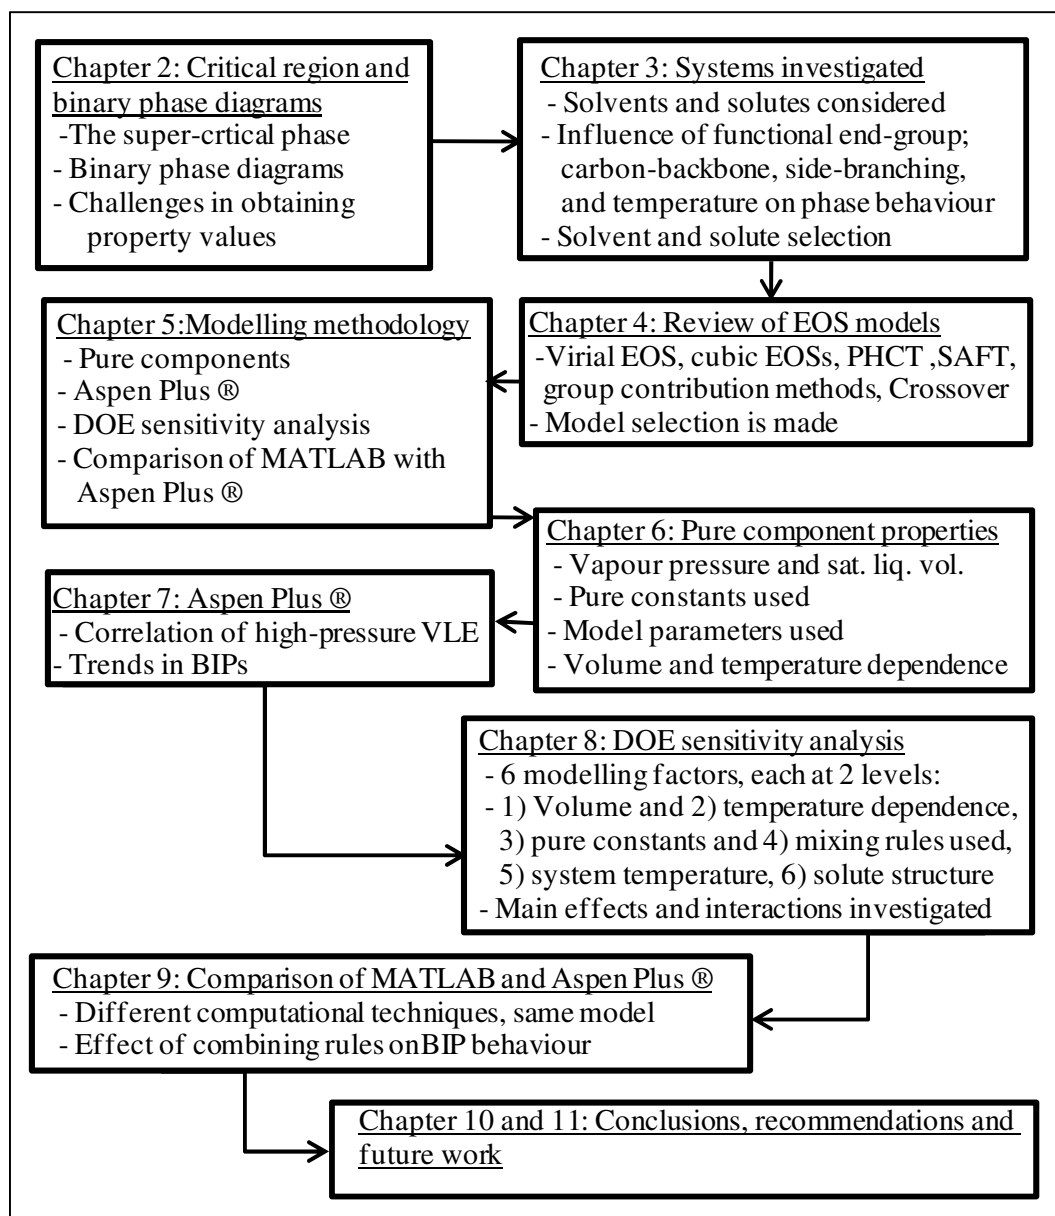 Chapter 2: Critical region and
binary phase diagrams
-The super-crtical phase
- Binary phase diagrams
- Challenges in obtaining
property values
Chapter 3: Systems investigated
- Solvents and solutes considered
- Influence of functional end-group;
carbon-backbone, side-branching,
and temperature on phase behaviour
- Solvent and solute selection
Chapter 4: Review of EOS models
-Virial EOS, cubic EOSs, PHCT ,SAFT,
group contribution methods, Crossover
- Model selection is made
Chapter 5:Modelling methodology
- Pure components
- Aspen Plus ®
- DOE sensitivity analysis
- Comparison of MATLAB with
Aspen Plus ®
Chapter 6: Pure component properties
- Vapour pressure and sat. liq. vol.
- Pure constants used
- Model parameters used
- Volume and temperature dependence
Chapter 7: Aspen Plus ®
- Correlation of high-pressure VLE
- Trends in BIPs
Chapter 8: DOE sensitivity analysis
- 6 modelling factors, each at 2 levels:
- 1) Volume and 2) temperature dependence,
3) pure constants and 4) mixing rules used,
5) system temperature, 6) solute structure
- Main effects and interactions investigated
Chapter 9: Comparison of MATLAB and Aspen Plus ®
- Different computational techniques, same model
- Effect of combining rules on BIP behaviour
Chapter 10 and 11: Conclusions, recommendations and
future work